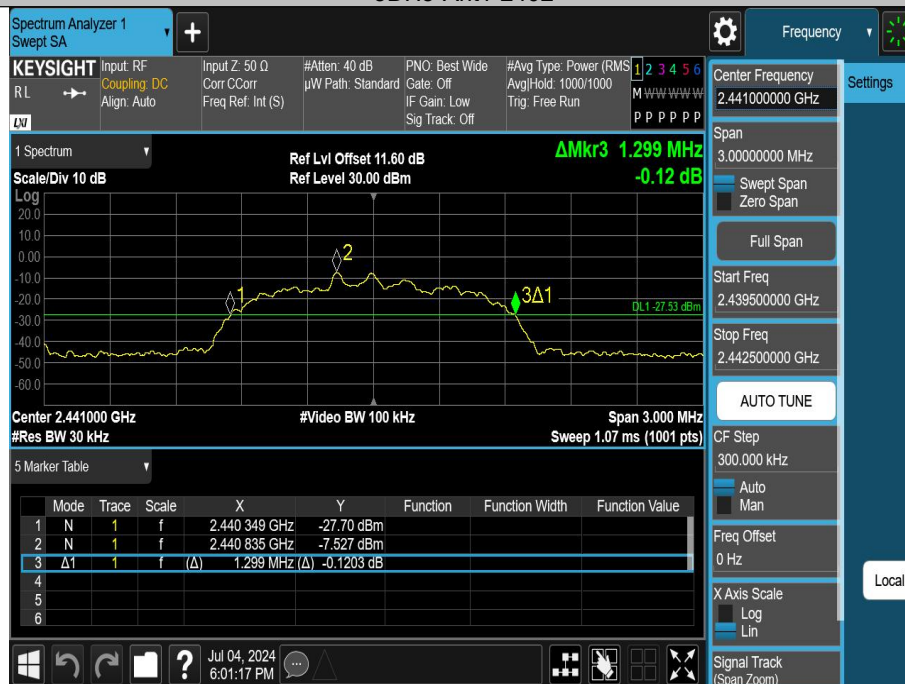 Spectrum Analyzer 1
Swept SA
+
Frequency
KEYSIGHT
RL
LXI
Input: RF
Coupling: DC
Align: Auto
Input Z: 50 Ω
Corr CCorr
Freq Ref: Int (S)
#Atten: 40 dB
µW Path: Standard
PNO: Best Wide
Gate: Off
IF Gain: Low
Sig Track: Off
#Avg Type: Power (RMS
Avg|Hold: 1000/1000
Trig: Free Run
1 2 3 4 5 6
M W W W W W
P P P P P P
1 Spectrum
Scale/Div 10 dB
Ref Lvl Offset 11.60 dB
Ref Level 30.00 dBm
ΔMkr3 1.299 MHz
-0.12 dB
Log
20.0
10.0
0.00
-10.0
-20.0
-30.0
-40.0
-50.0
-60.0
1
2
3Δ1
DL1 -27.53 dBm
Center 2.441000 GHz
#Video BW 100 kHz
Span 3.000 MHz
#Res BW 30 kHz
Sweep 1.07 ms (1001 pts)
5 Marker Table
Mode Trace Scale X Y Function Function Width Function Value
1 N 1 f 2.440 349 GHz -27.70 dBm
2 N 1 f 2.440 835 GHz -7.527 dBm
3 Δ1 1 f (Δ) 1.299 MHz (Δ) -0.1203 dB
4
5
6
?
Jul 04, 2024
6:01:17 PM
Center Frequency
2.441000000 GHz
Settings
Span
3.00000000 MHz
Swept Span
Zero Span
Full Span
Start Freq
2.439500000 GHz
Stop Freq
2.442500000 GHz
AUTO TUNE
CF Step
300.000 kHz
Auto
Man
Freq Offset
0 Hz
X Axis Scale
Log
Lin
Local
Signal Track
(Span Zoom)